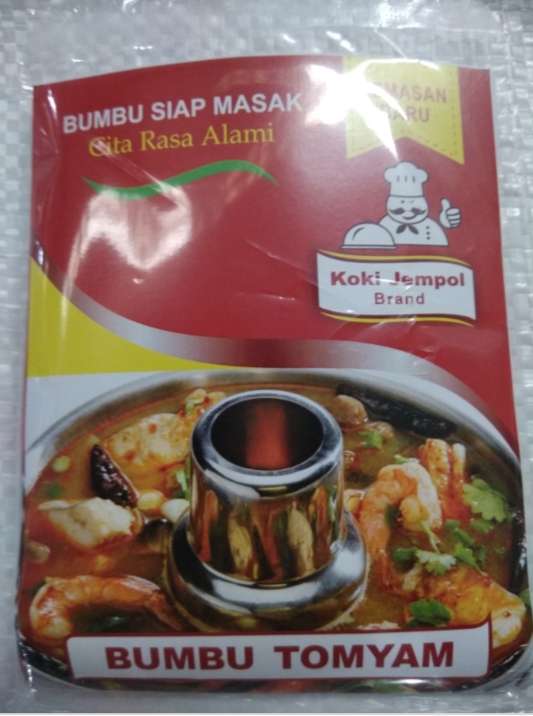 BUMBU SIAP MASAK
Cita Rasa Alami
KEMASAN
BARU
Koki Jempol
Brand
BUMBU TOMYAM